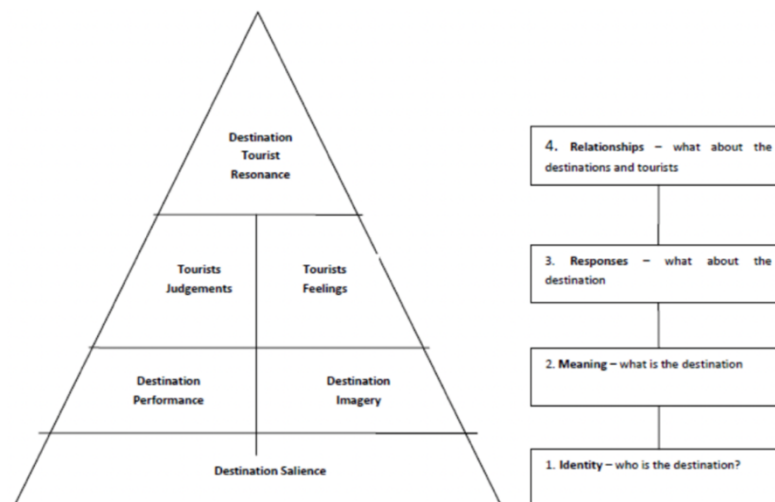 Destination
Tourist
Resonance
Tourists
Judgements
Tourists
Feelings
Destination
Performance
Destination
Imagery
Destination Salience
4. Relationships – what about the
destinations and tourists
3. Responses – what about the
destination
2. Meaning – what is the destination
1. Identity – who is the destination?